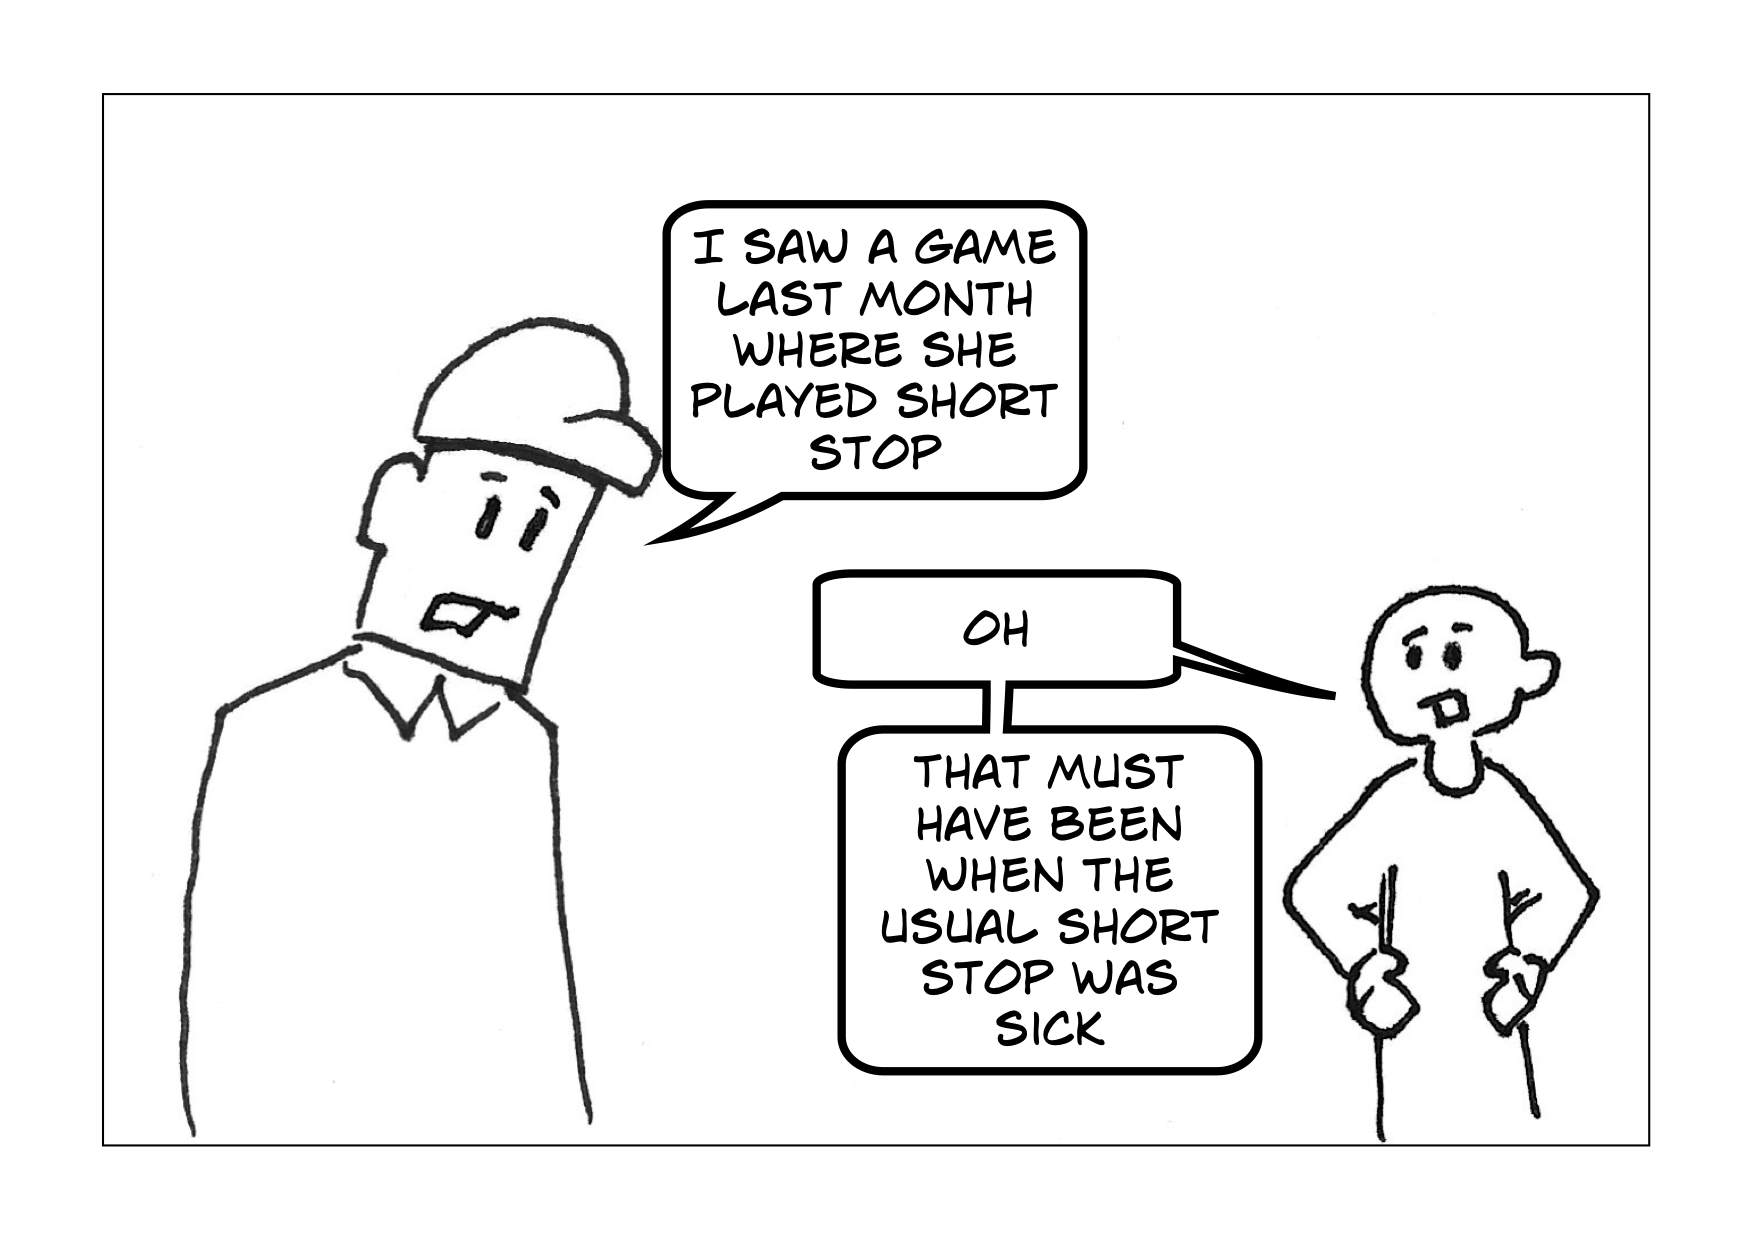 I SAW A GAME
LAST MONTH
WHERE SHE
PLAYED SHORT
STOP
OH
THAT MUST
HAVE BEEN
WHEN THE
USUAL SHORT
STOP WAS
SICK